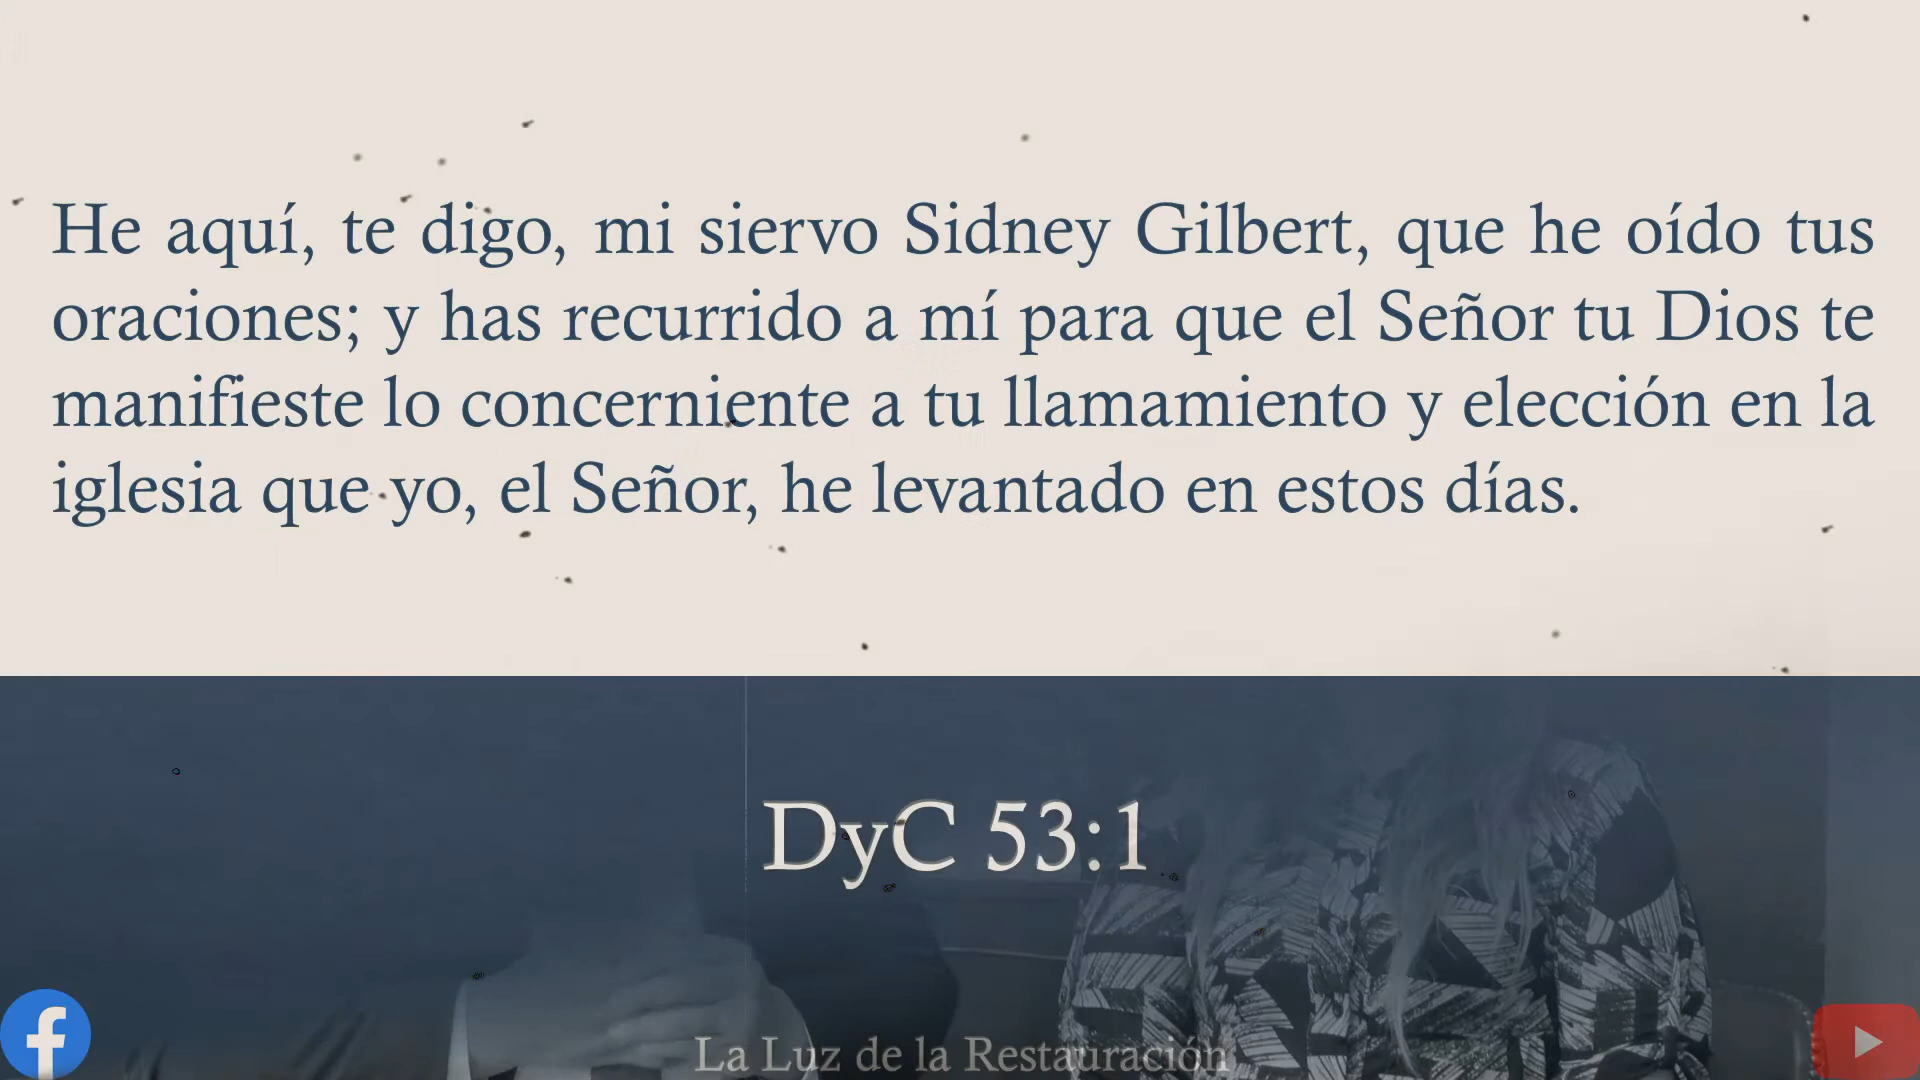 He aquí, te digo, mi siervo Sidney Gilbert, que he oído tus
oraciones; y has recurrido a mí para que el Señor tu Dios te
manifieste lo concerniente a tu llamamiento y elección en la
iglesia que yo, el Señor, he levantado en estos días.
DyC 53:1
La Luz de la Restauración